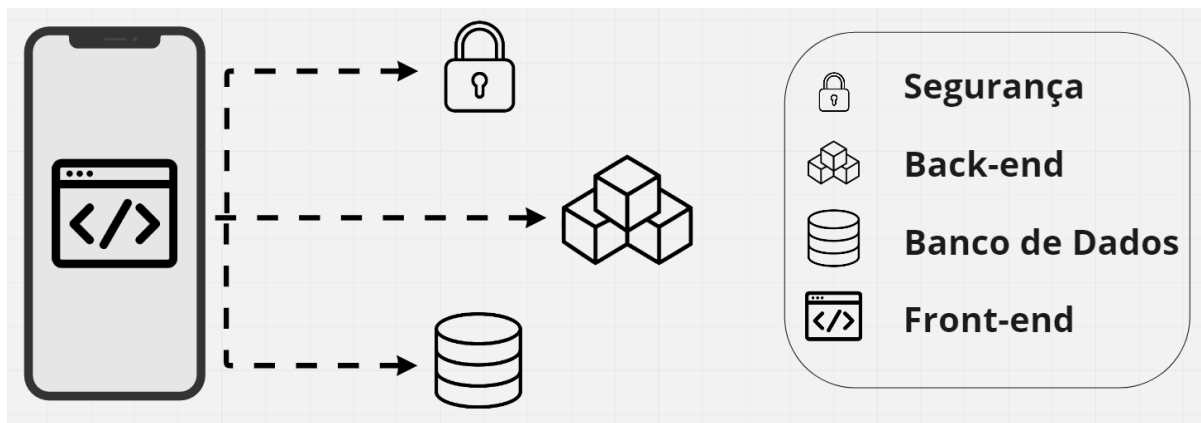 </>
Segurança
Back-end
Banco de Dados
</> Front-end